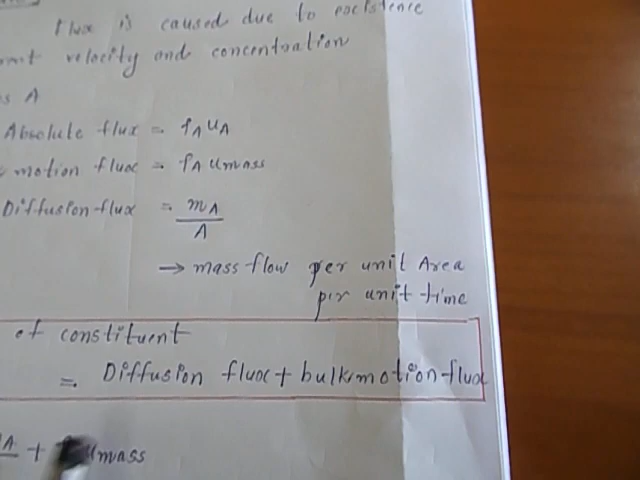 flux is caused due to existence
velocity and concentration
A
Absolute flux = ρA uA
motion flux = ρA umass
Diffusion flux = mA
A
→ mass flow per unit Area
per unit time
of constituent
= Diffusion flux + bulk motion flux
A + umass